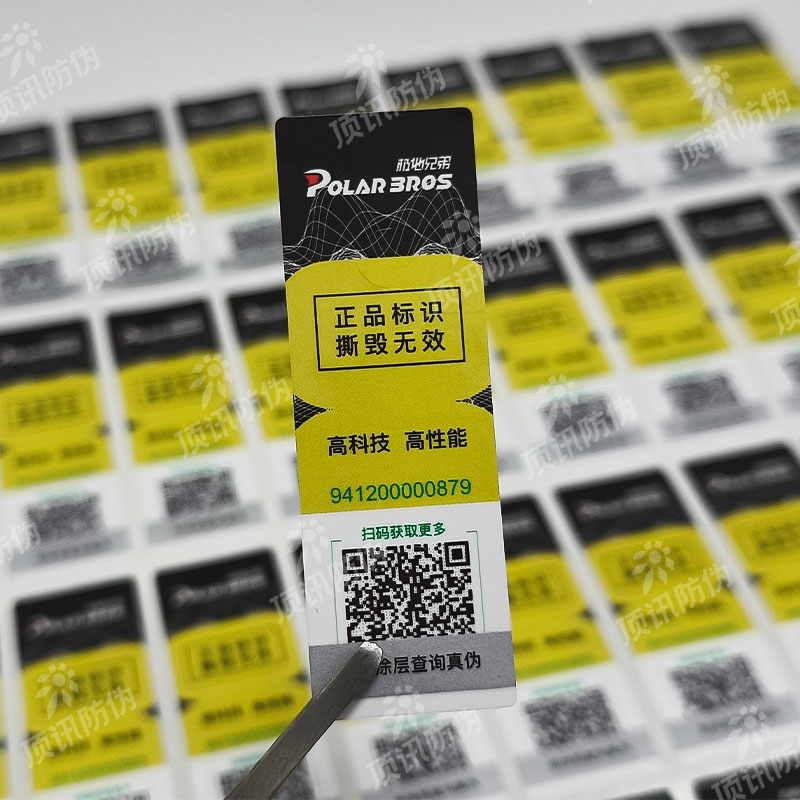 极地兄弟
POLAR BROS
正品标识
撕毁无效
高科技 高性能
941200000879
扫码获取更多
涂层查询真伪
顶讯防伪